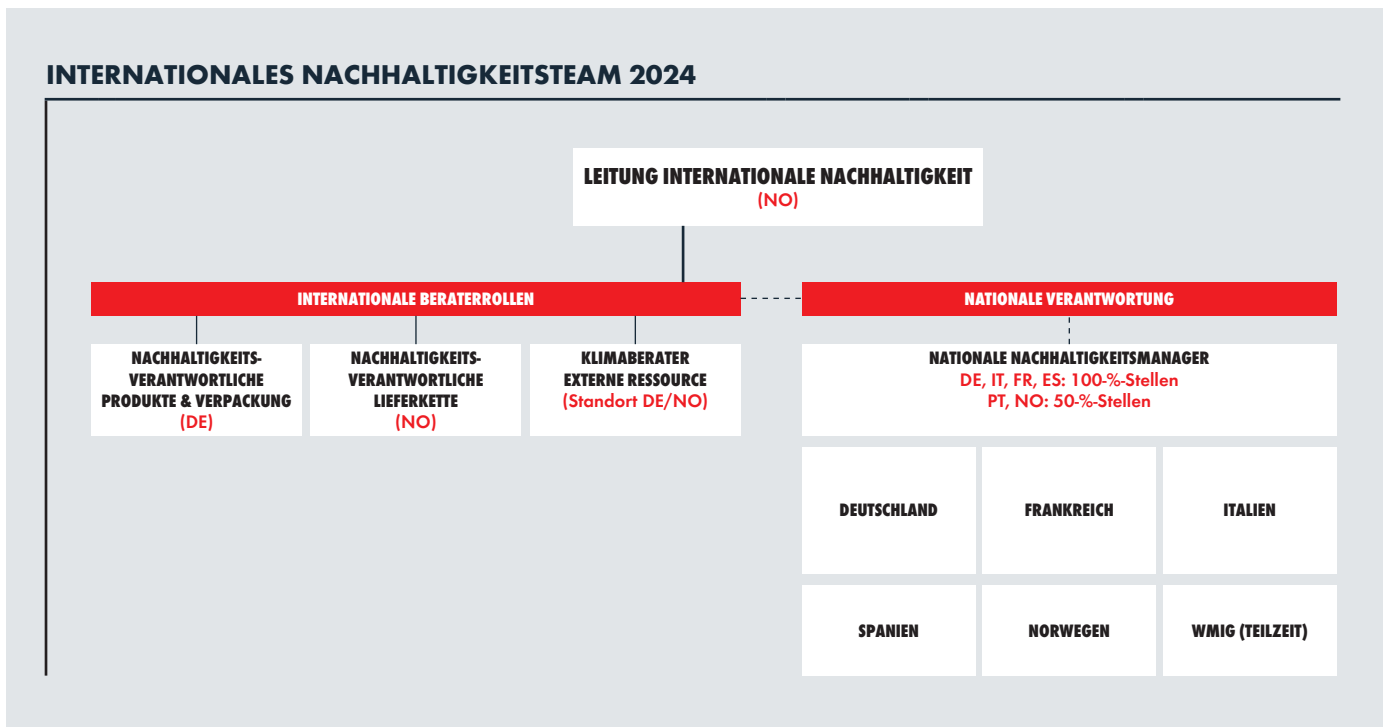 INTERNATIONALES NACHHALTIGKEITSTEAM 2024
LEITUNG INTERNATIONALE NACHHALTIGKEIT
(NO)
INTERNATIONALE BERATERROLLEN
NACHHALTIGKEITS-
VERANTWORTLICHE
PRODUKTE & VERPACKUNG
(DE)
NACHHALTIGKEITS-
VERANTWORTLICHE
LIEFERKETTE
(NO)
KLIMABERATER
EXTERNE RESSOURCE
(Standort DE/NO)
NATIONALE VERANTWORTUNG
NATIONALE NACHHALTIGKEITSMANAGER
DE, IT, FR, ES: 100-%-Stellen
PT, NO: 50-%-Stellen
DEUTSCHLAND
FRANKREICH
ITALIEN
SPANIEN
NORWEGEN
WMIG (TEILZEIT)